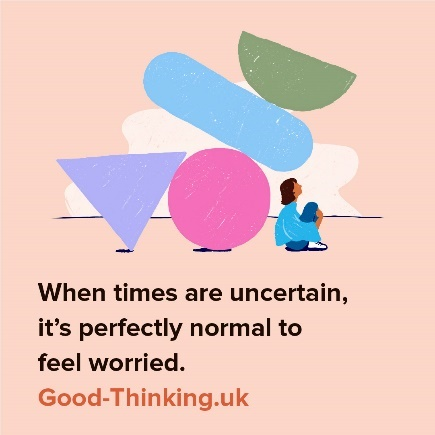 When times are uncertain,
it’s perfectly normal to
feel worried.
Good-Thinking.uk